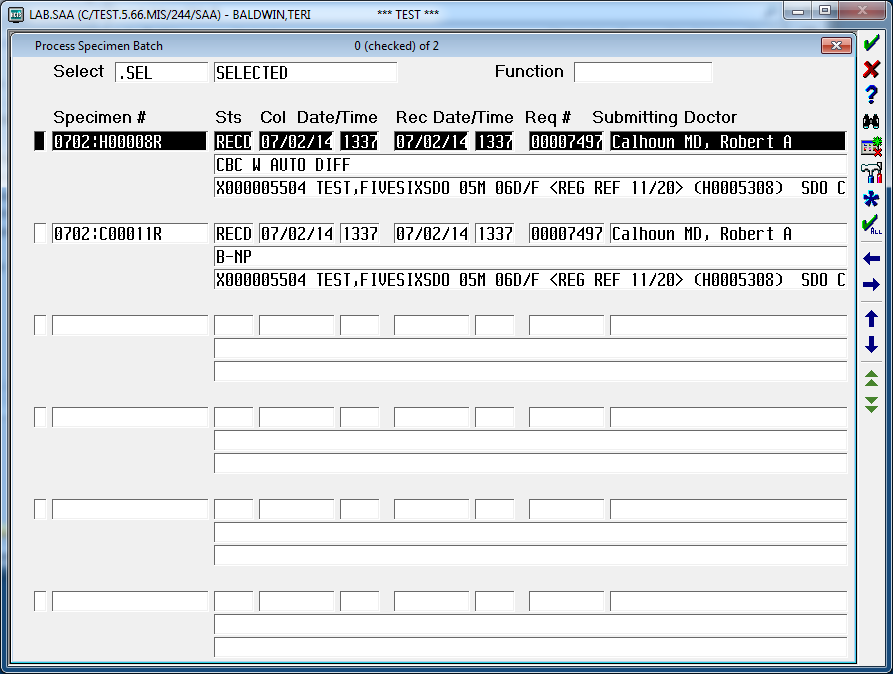 LAB.SAA (C/TEST.5.66.MIS/244/SAA) - BALDWIN,TERI *** TEST ***
Process Specimen Batch 0 (checked) of 2
Select .SEL SELECTED Function
Specimen # Sts Col Date/Time Rec Date/Time Req # Submitting Doctor
0702:H00008R RECD 07/02/14 1337 07/02/14 1337 00007497 Calhoun MD, Robert A
CBC W AUTO DIFF
X000005504 TEST,FIVESIXSDO 05M 06D/F <REG REF 11/20> (H0005308) SDO C
0702:C00011R RECD 07/02/14 1337 07/02/14 1337 00007497 Calhoun MD, Robert A
B-NP
X000005504 TEST,FIVESIXSDO 05M 06D/F <REG REF 11/20> (H0005308) SDO C
ALL